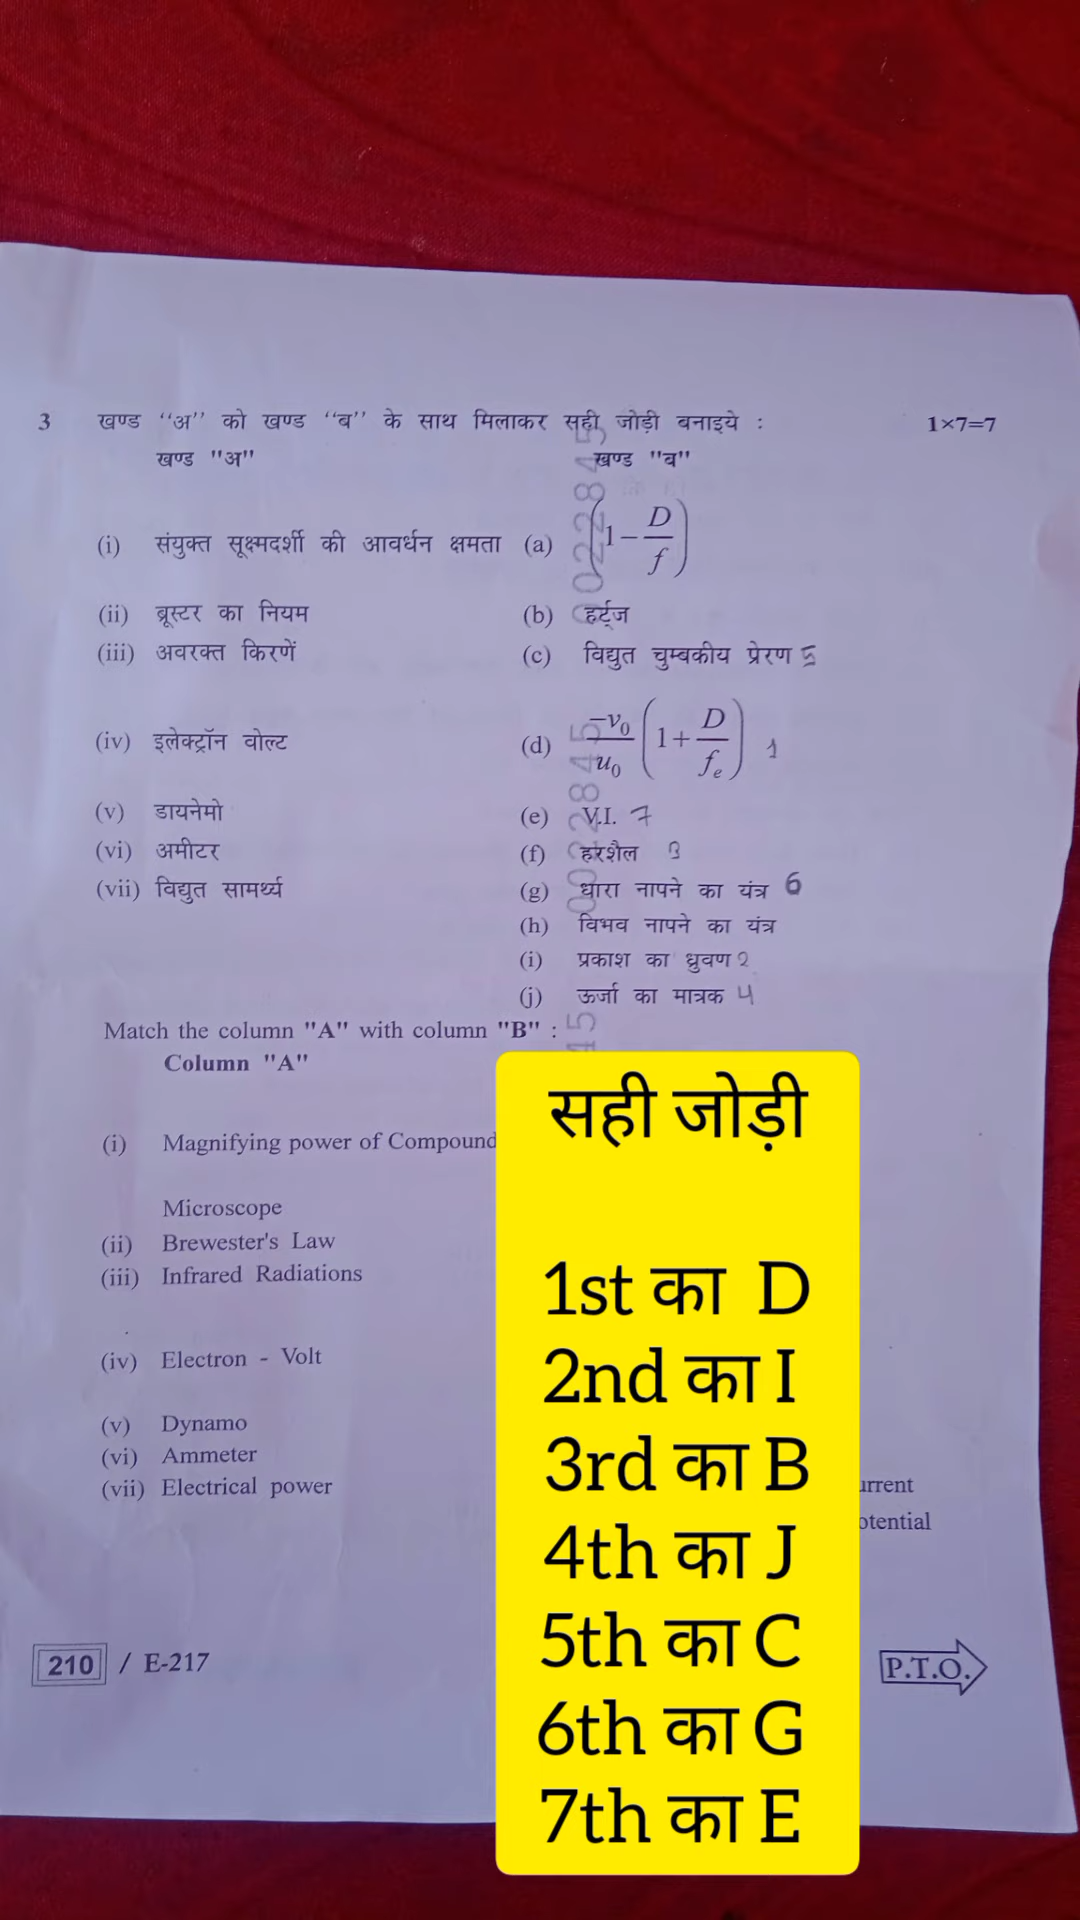 3 खण्ड ‘‘अ’’ को खण्ड ‘‘ब’’ के साथ मिलाकर सही जोड़ी बनाइये : 1×7=7
खण्ड "अ" खण्ड "ब"
(i) संयुक्त सूक्ष्मदर्शी की आवर्धन क्षमता (a) (1 − D/f)
(ii) ब्रूस्टर का नियम (b) हर्ट्ज
(iii) अवरक्त किरणें (c) विद्युत चुम्बकीय प्रेरण 5
(iv) इलेक्ट्रॉन वोल्ट (d) −v₀/u₀ (1 + D/fₑ) 1
(v) डायनेमो (e) V.I. 7
(vi) अमीटर (f) हरशैल 3
(vii) विद्युत सामर्थ्य (g) धारा नापने का यंत्र 6
(h) विभव नापने का यंत्र
(i) प्रकाश का ध्रुवण 2
(j) ऊर्जा का मात्रक 4
Match the column "A" with column "B" :
Column "A"
(i) Magnifying power of Compound
Microscope
(ii) Brewester's Law
(iii) Infrared Radiations
(iv) Electron - Volt
(v) Dynamo
(vi) Ammeter
(vii) Electrical power
urrent
otential
210 / E-217
P.T.O.
सही जोड़ी
1st का D
2nd का I
3rd का B
4th का J
5th का C
6th का G
7th का E